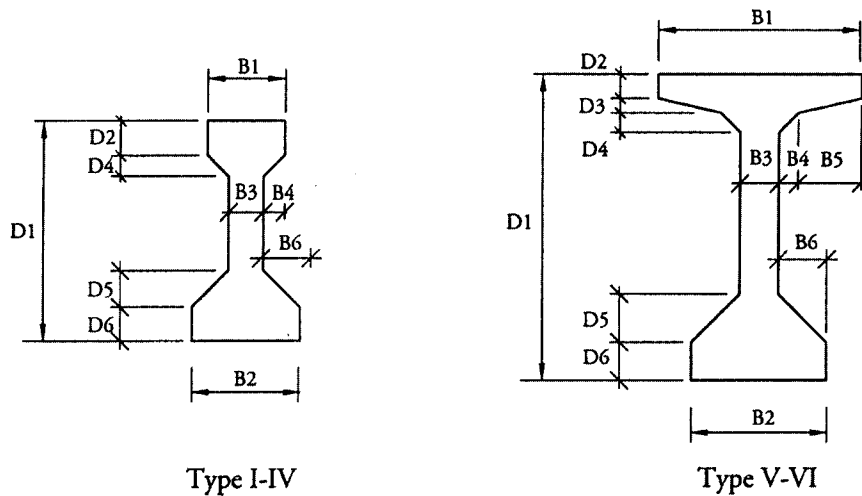 B1
D2
D4
B3 B4
D1
B6
D5
D6
B2
Type I-IV
B1
D2
D3
D4
B3 B4 B5
D1
B6
D5
D6
B2
Type V-VI